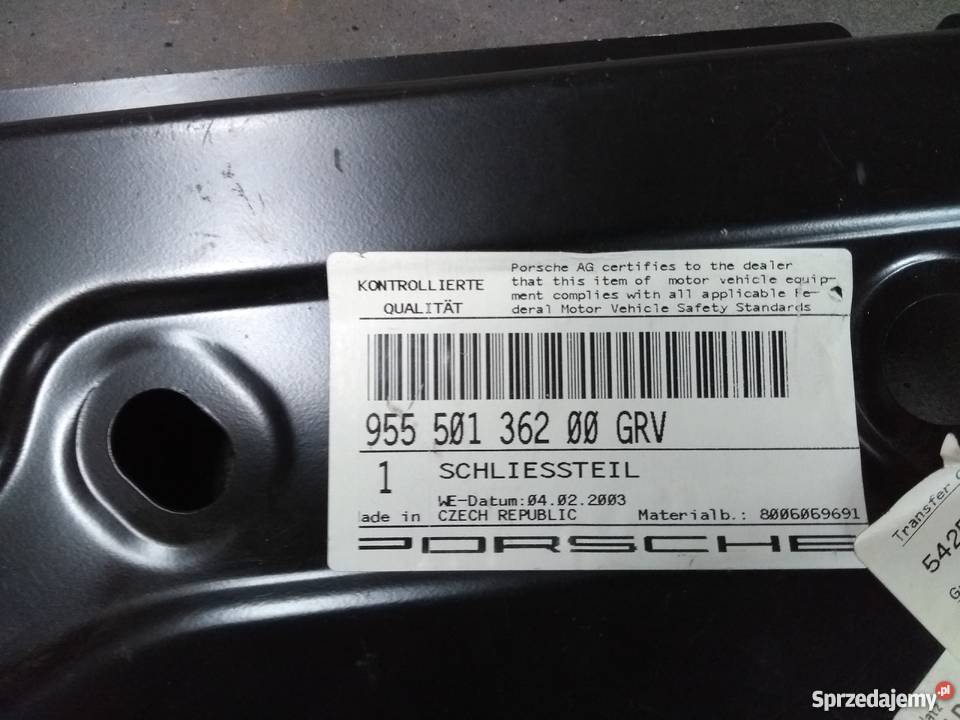 KONTROLLIERTE
QUALITÄT
Porsche AG certifies to the dealer
that this item of motor vehicle equip-
ment complies with all applicable Fe-
deral Motor Vehicle Safety Standards
955 501 362 00 GRV
1 SCHLIESSTEIL
WE-Datum:04.02.2003
ade in CZECH REPUBLIC Materialb.: 8006069691
PORSCHE
Transfer
542
Sprzedajemy.pl